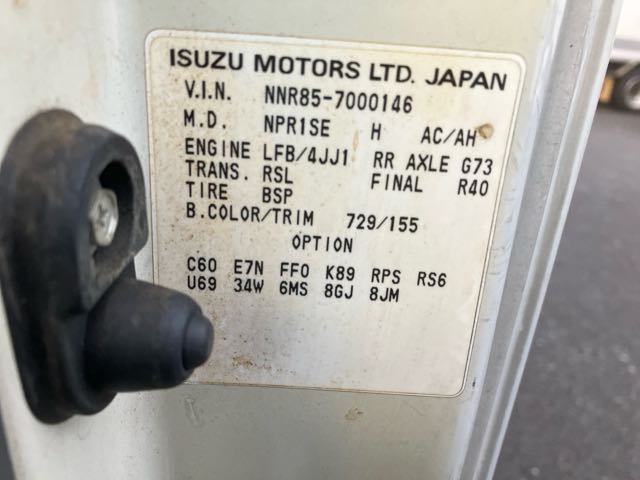 ISUZU MOTORS LTD. JAPAN
V.I.N. NNR85-7000146
M.D. NPR1SE H AC/AH
ENGINE LFB/4JJ1 RR AXLE G73
TRANS. RSL FINAL R40
TIRE BSP
B.COLOR/TRIM 729/155
OPTION
C60 E7N FF0 K89 RPS RS6
U69 34W 6MS 8GJ 8JM